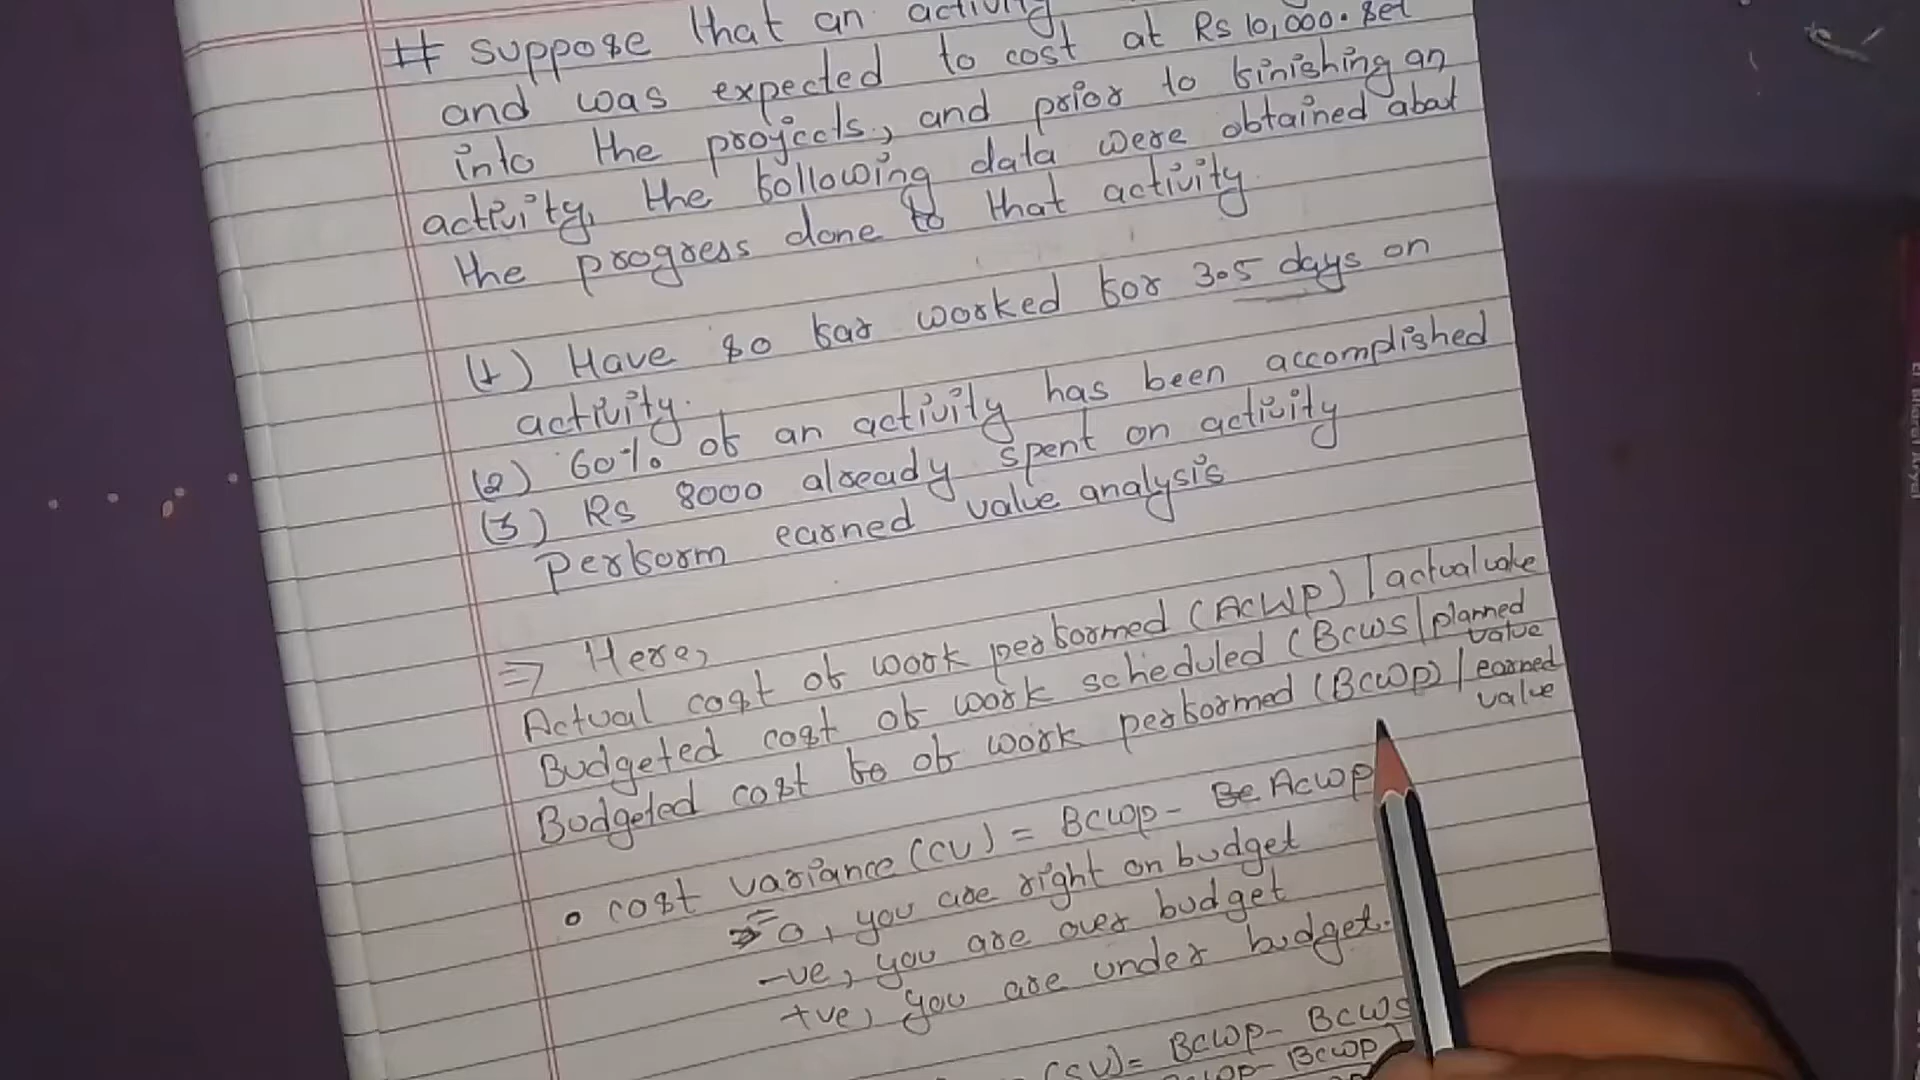 # suppose that an activity
and was expected to cost at Rs 10,000. Set
into the projects, and prior to finishing an
activity, the following data were obtained about
the progress done to that activity
(1) Have so far worked for 3.5 days on
activity.
(2) 60% of an activity has been accomplished
(3) Rs 8000 already spent on activity
Perform earned value analysis
⇒ Here,
Actual cost of work performed (ACWP) / actual value
Budgeted cost of work scheduled (BCWS / planned value
Budgeted cost to of work performed (BCWP) / earned value
• cost variance (CV) = BCWP - Be ACWP
= 0, you are right on budget
-ve, you are over budget
+ve, you are under budget.
(SV) = BCWP - BCWS
BCWP